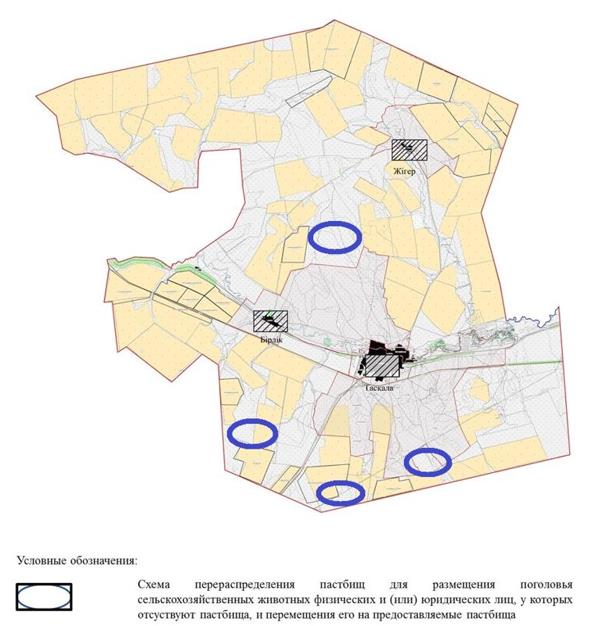 Жігер
Бірлік
Таскала
Условные обозначения:
Схема перераспределения пастбищ для размещения поголовья
сельскохозяйственных животных физических и (или) юридических лиц, у которых
отсуствуют пастбища, и перемещения его на предоставляемые пастбища